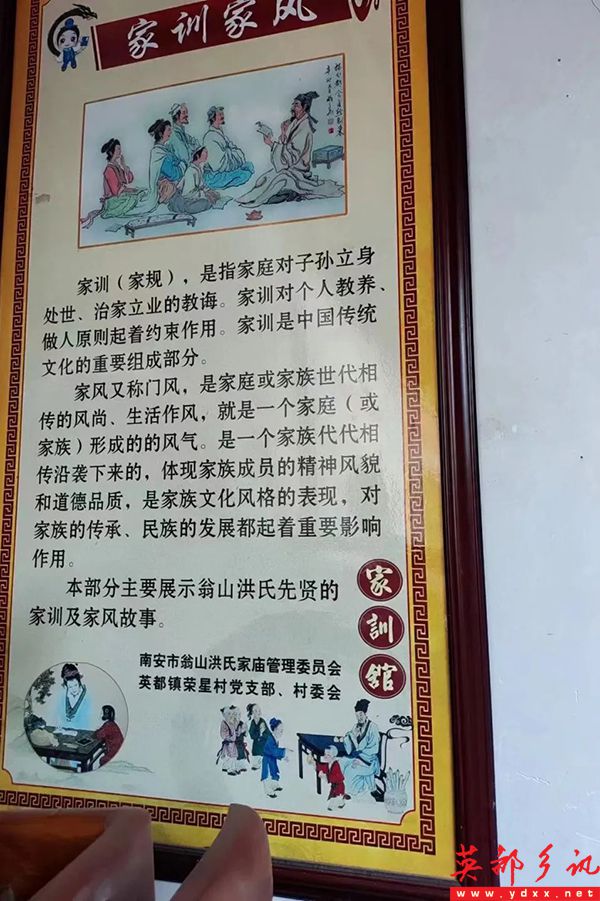 家训家风
家训（家规），是指家庭对子孙立身
处世、治家立业的教诲。家训对个人教养、
做人原则起着约束作用。家训是中国传统
文化的重要组成部分。
家风又称门风，是家庭或家族世代相
传的风尚、生活作风，就是一个家庭（或
家族）形成的的风气。是一个家族代代相
传沿袭下来的，体现家族成员的精神风貌
和道德品质，是家族文化风格的表现，对
家族的传承、民族的发展都起着重要影响
作用。
本部分主要展示翁山洪氏先贤的
家训及家风故事。
家訓館
南安市翁山洪氏家庙管理委员会
英都镇荣星村党支部、村委会
英都乡讯
www.ydxx.net